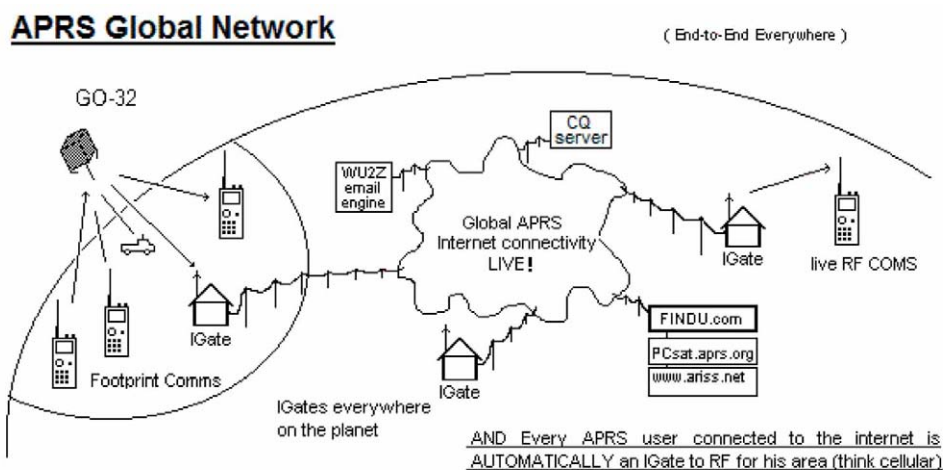 APRS Global Network
( End-to-End Everywhere )
GO-32
CQ
server
WU2Z
email
engine
Global APRS
Internet connectivity
LIVE!
IGate
live RF COMS
IGate
Footprint Comms
FINDU.com
PCsat.aprs.org
www.ariss.net
IGate
IGates everywhere
on the planet
AND Every APRS user connected to the internet is
AUTOMATICALLY an IGate to RF for his area (think cellular)